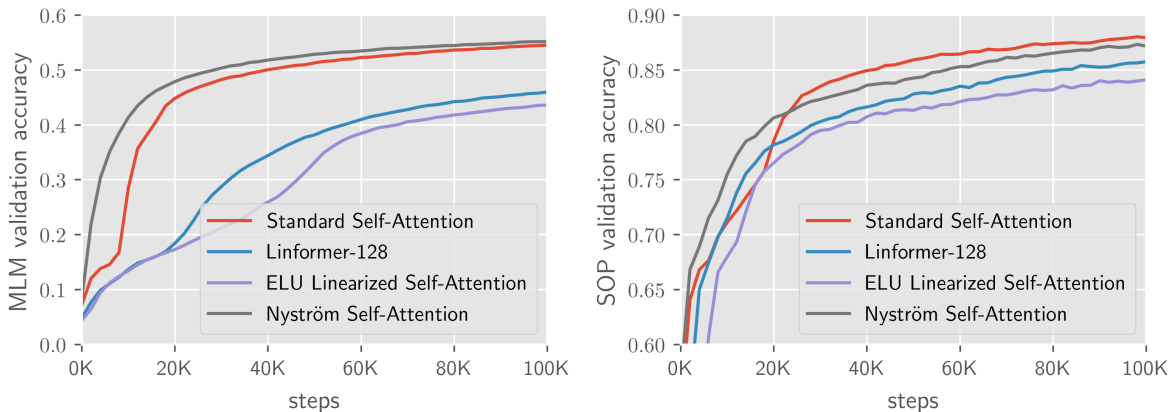 MLM validation accuracy
0.6
0.5
0.4
0.3
0.2
0.1
0.0
Standard Self-Attention
Linformer-128
ELU Linearized Self-Attention
Nyström Self-Attention
0K 20K 40K 60K 80K 100K
steps
SOP validation accuracy
0.90
0.85
0.80
0.75
0.70
0.65
0.60
Standard Self-Attention
Linformer-128
ELU Linearized Self-Attention
Nyström Self-Attention
0K 20K 40K 60K 80K 100K
steps